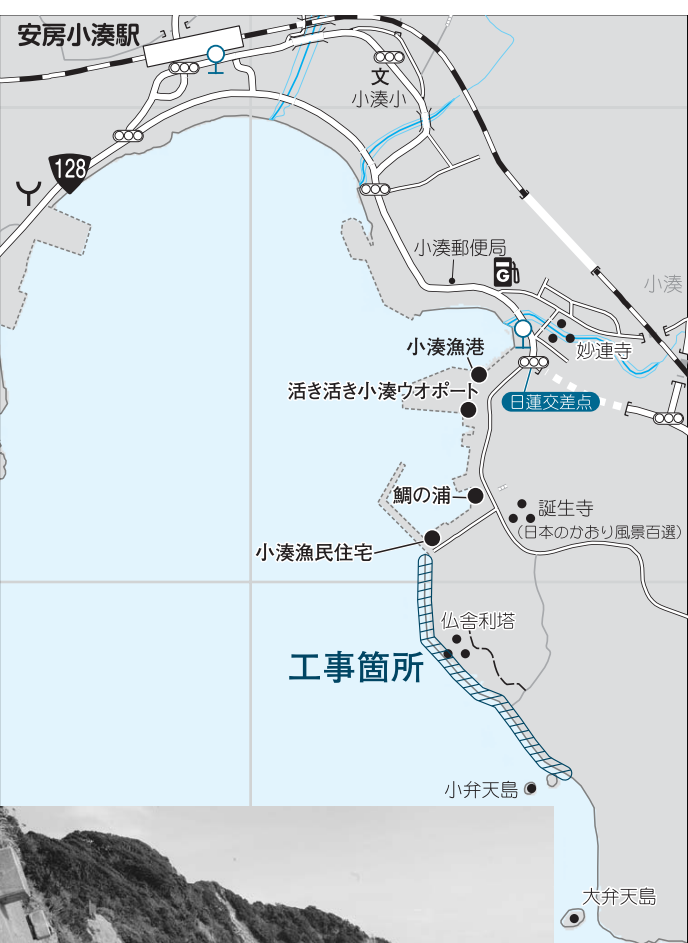 安房小湊駅
文
小湊小
128
小湊郵便局
G
小湊
小湊漁港
妙蓮寺
活き活き小湊ウオポート
日蓮交差点
鯛の浦
誕生寺
(日本のかおり風景百選)
小湊漁民住宅
仏舎利塔
工事箇所
小弁天島
大弁天島